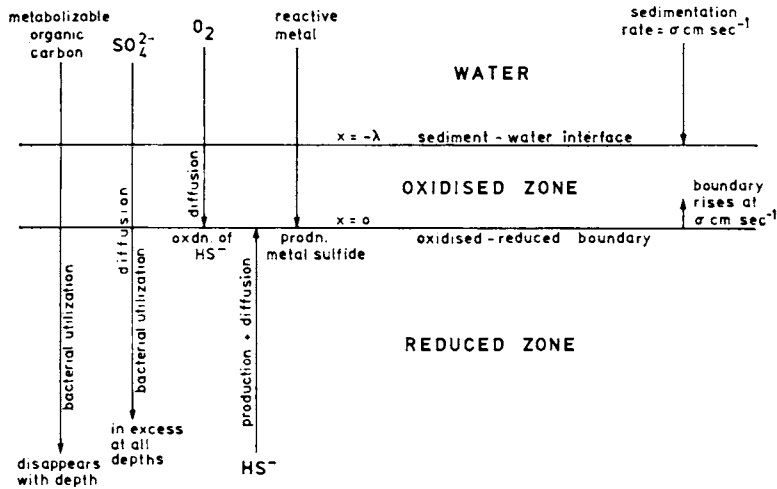 metabolizable
organic
carbon
SO₄²⁻
O₂
reactive
metal
sedimentation
rate = σ cm sec⁻¹
WATER
x = -λ
sediment - water interface
diffusion
OXIDISED ZONE
boundary
rises at
σ cm sec⁻¹
x = o
oxdn. of
HS⁻
prodn.
metal sulfide
oxidised - reduced boundary
diffusion
bacterial utilization
bacterial utilization
production + diffusion
REDUCED ZONE
in excess
at all
depths
disappears
with depth
HS⁻